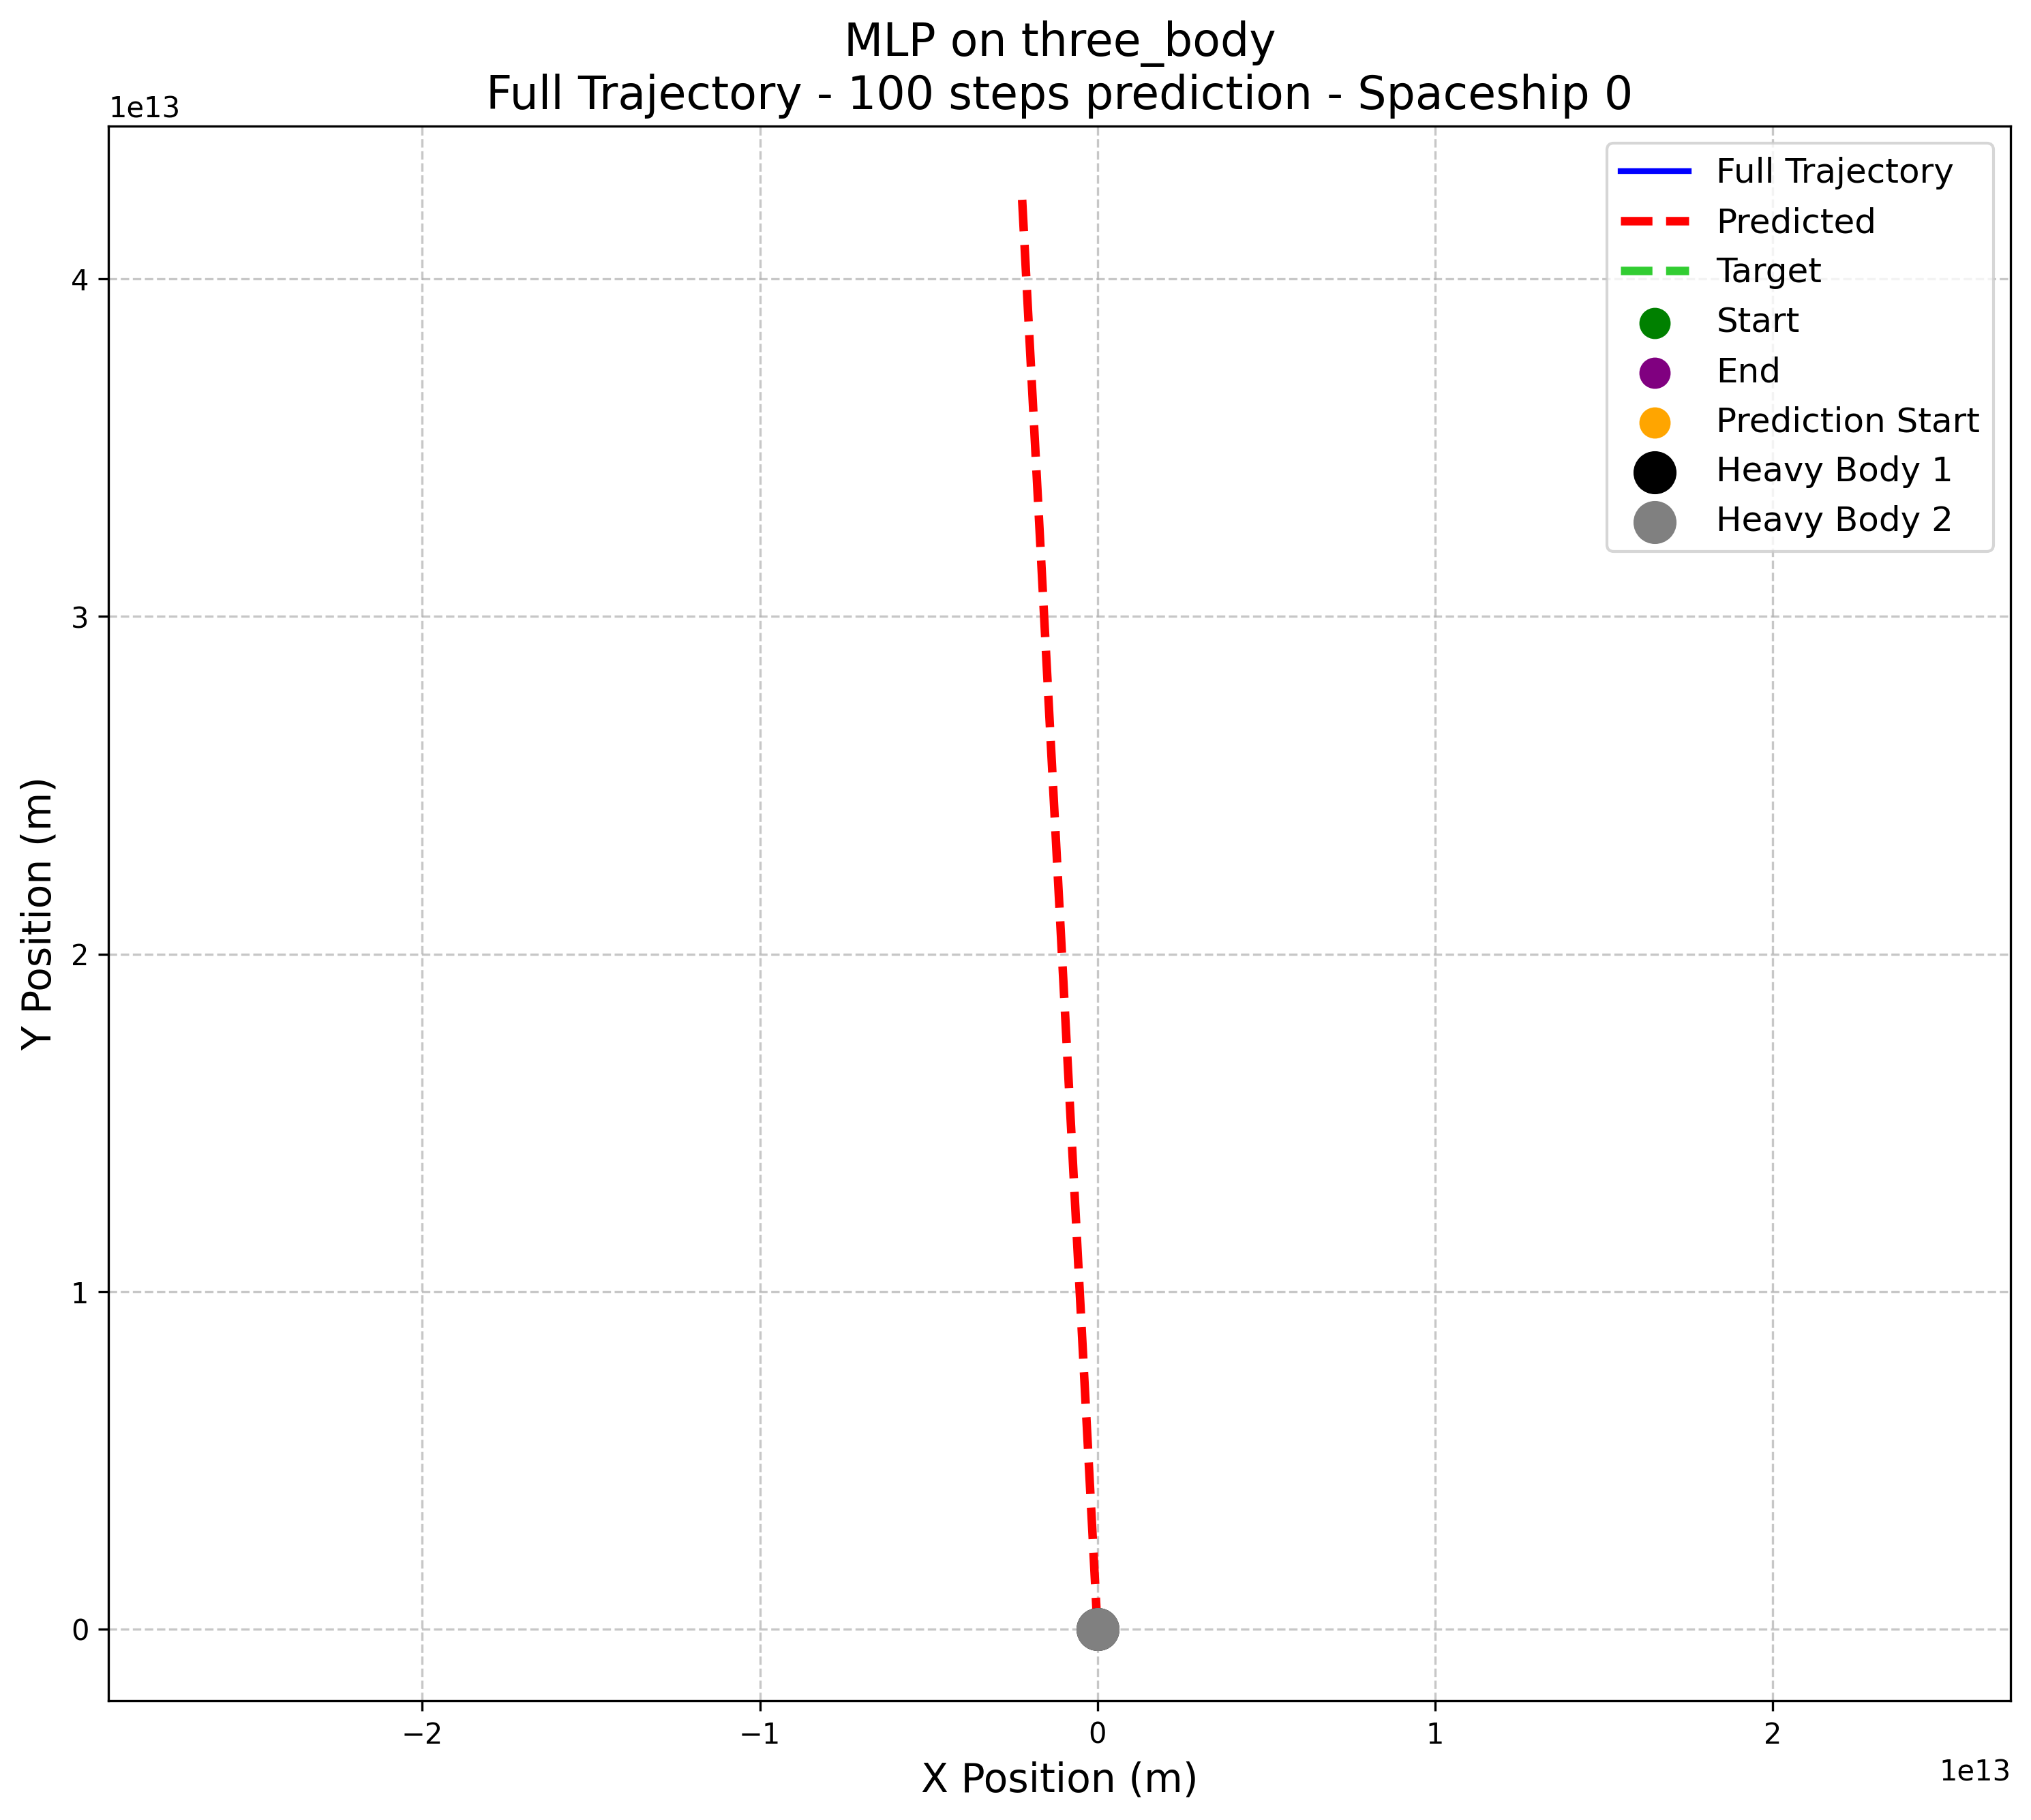 MLP on three_body
Full Trajectory - 100 steps prediction - Spaceship 0
1e13
Full Trajectory
Predicted
Target
Start
End
Prediction Start
Heavy Body 1
Heavy Body 2
4
3
2
1
0
Y Position (m)
−2
−1
0
1
2
X Position (m)
1e13